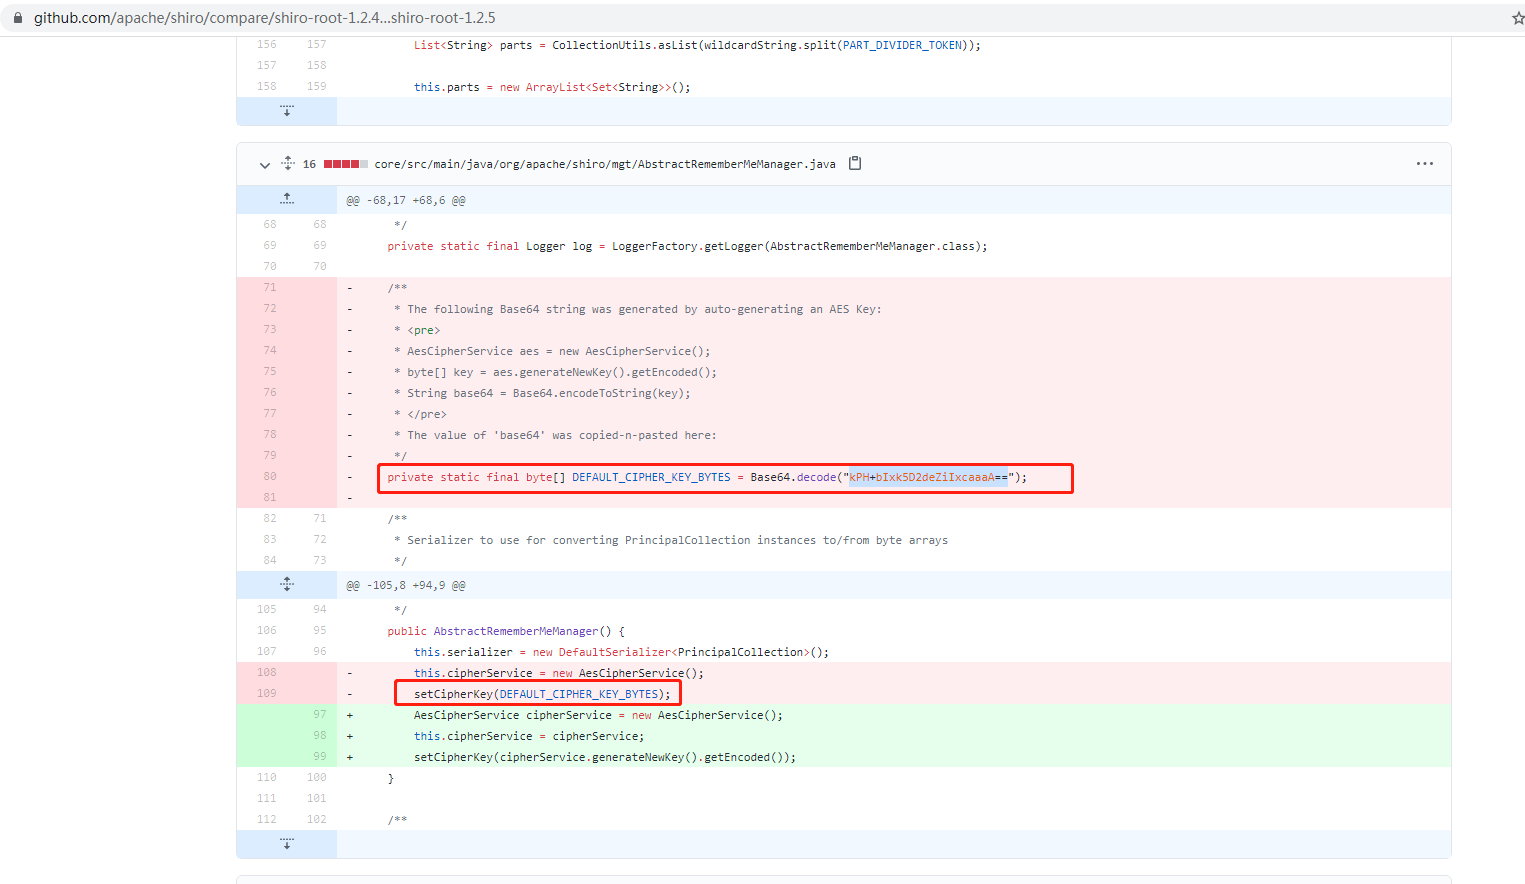 github.com/apache/shiro/compare/shiro-root-1.2.4...shiro-root-1.2.5
156 157 List<String> parts = CollectionUtils.asList(wildcardString.split(PART_DIVIDER_TOKEN));
157 158
158 159 this.parts = new ArrayList<Set<String>>();
16 core/src/main/java/org/apache/shiro/mgt/AbstractRememberMeManager.java
@@ -68,17 +68,6 @@
68 68 */
69 69 private static final Logger log = LoggerFactory.getLogger(AbstractRememberMeManager.class);
70 70
71 - /**
72 - * The following Base64 string was generated by auto-generating an AES Key:
73 - * <pre>
74 - * AesCipherService aes = new AesCipherService();
75 - * byte[] key = aes.generateNewKey().getEncoded();
76 - * String base64 = Base64.encodeToString(key);
77 - * </pre>
78 - * The value of 'base64' was copied-n-pasted here:
79 - */
80 - private static final byte[] DEFAULT_CIPHER_KEY_BYTES = Base64.decode("kPH+bIxk5D2deZiIxcaaaA==");
81 -
82 71 /**
83 72 * Serializer to use for converting PrincipalCollection instances to/from byte arrays
84 73 */
@@ -105,8 +94,9 @@
105 94 */
106 95 public AbstractRememberMeManager() {
107 96 this.serializer = new DefaultSerializer<PrincipalCollection>();
108 - this.cipherService = new AesCipherService();
109 - setCipherKey(DEFAULT_CIPHER_KEY_BYTES);
97 + AesCipherService cipherService = new AesCipherService();
98 + this.cipherService = cipherService;
99 + setCipherKey(cipherService.generateNewKey().getEncoded());
110 100 }
111 101
112 102 /**